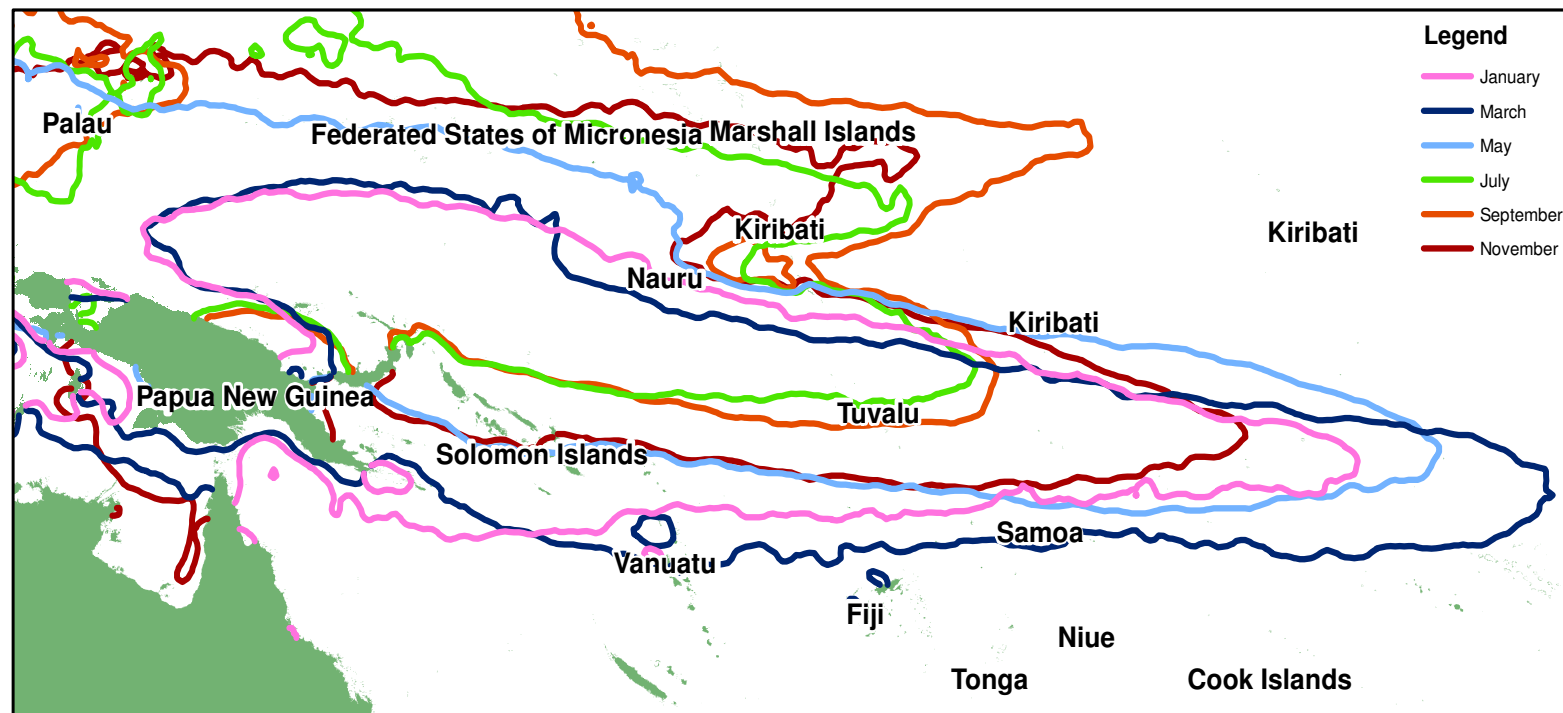 Legend
January
March
May
July
September
November
Palau
Federated States of Micronesia
Marshall Islands
Kiribati
Kiribati
Nauru
Kiribati
Papua New Guinea
Tuvalu
Solomon Islands
Samoa
Vanuatu
Fiji
Niue
Tonga
Cook Islands